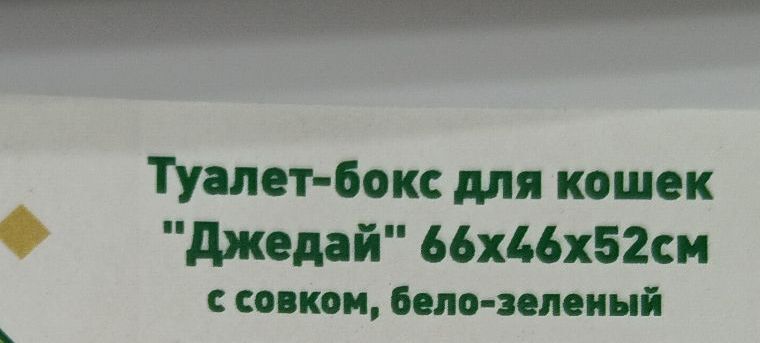 Туалет-бокс для кошек
"Джедай" 66х46х52см
с совком, бело-зеленый